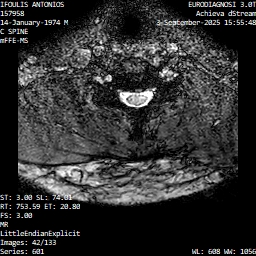 IFOULIS ANTONIOS
EURODIAGNOSI 3.0T
157958
Achieva dStream
14-January-1974 M
3-September-2025 15:55:48
C SPINE
mFFE-MS
ST: 3.00 SL: 74.01
RT: 753.59 ET: 20.80
FS: 3.00
MR
LittleEndianExplicit
Images: 42/133
Series: 601
WL: 608 WW: 1056